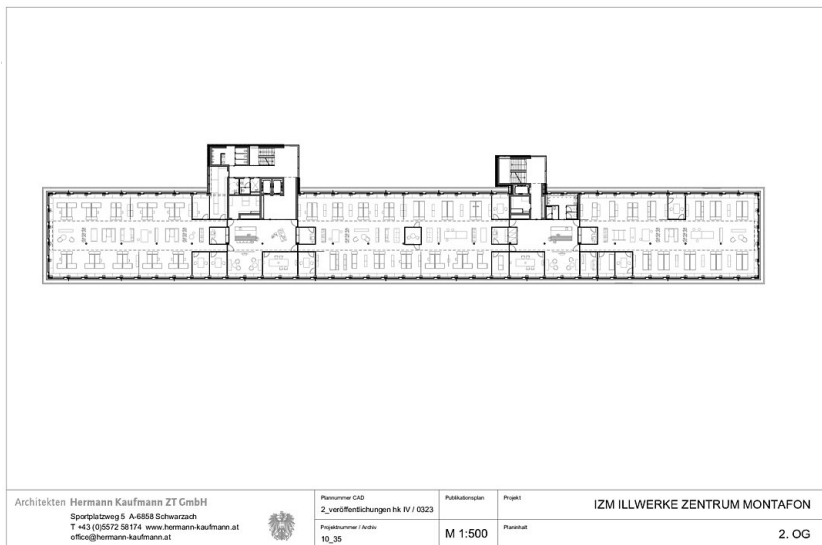 Architekten Hermann Kaufmann ZT GmbH
Sportplatzweg 5 A-6858 Schwarzach
T +43 (0)5572 58174 www.hermann-kaufmann.at
office@hermann-kaufmann.at
Plannummer CAD
2_veröffentlichungen hk IV / 0323
Projektnummer / Archiv
10_35
Publikationsplan
M 1:500
Projekt
IZM ILLWERKE ZENTRUM MONTAFON
Planinhalt
2. OG